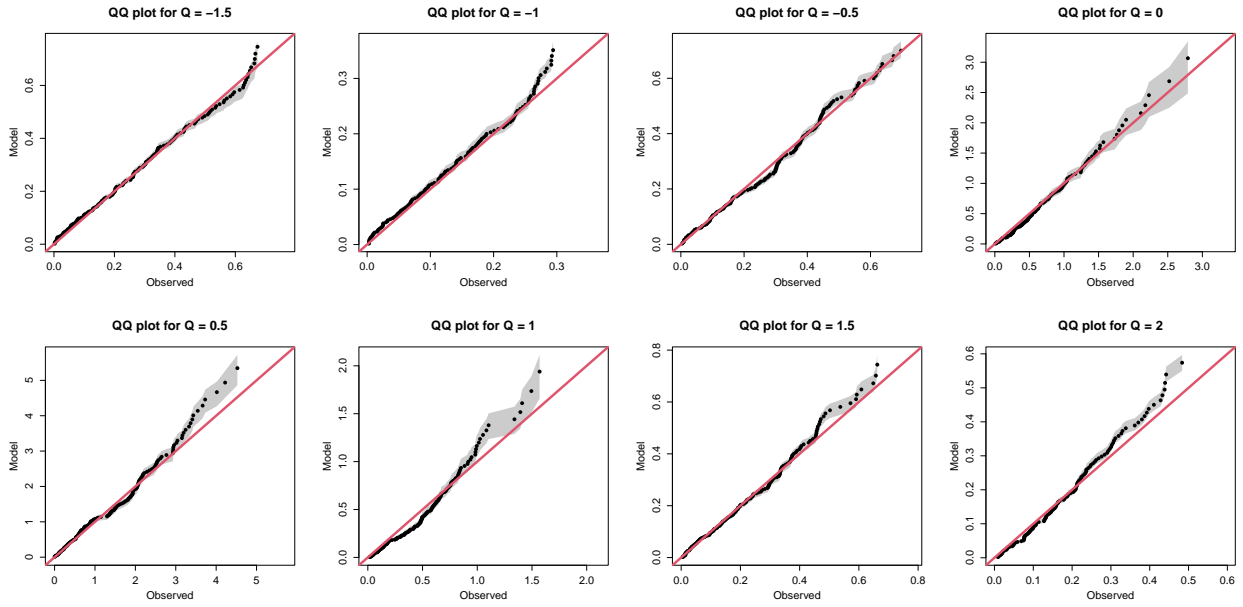 QQ plot for Q = −1.5
QQ plot for Q = −1
QQ plot for Q = −0.5
QQ plot for Q = 0
Model
0.0 0.2 0.4 0.6
0.0 0.2 0.4 0.6
Observed
Model
0.0 0.1 0.2 0.3
0.0 0.1 0.2 0.3
Observed
Model
0.0 0.2 0.4 0.6
0.0 0.2 0.4 0.6
Observed
Model
0.0 0.5 1.0 1.5 2.0 2.5 3.0
0.0 0.5 1.0 1.5 2.0 2.5 3.0
Observed
QQ plot for Q = 0.5
QQ plot for Q = 1
QQ plot for Q = 1.5
QQ plot for Q = 2
Model
0 1 2 3 4 5
0 1 2 3 4 5
Observed
Model
0.0 0.5 1.0 1.5 2.0
0.0 0.5 1.0 1.5 2.0
Observed
Model
0.0 0.2 0.4 0.6 0.8
0.0 0.2 0.4 0.6 0.8
Observed
Model
0.0 0.1 0.2 0.3 0.4 0.5 0.6
0.0 0.1 0.2 0.3 0.4 0.5 0.6
Observed